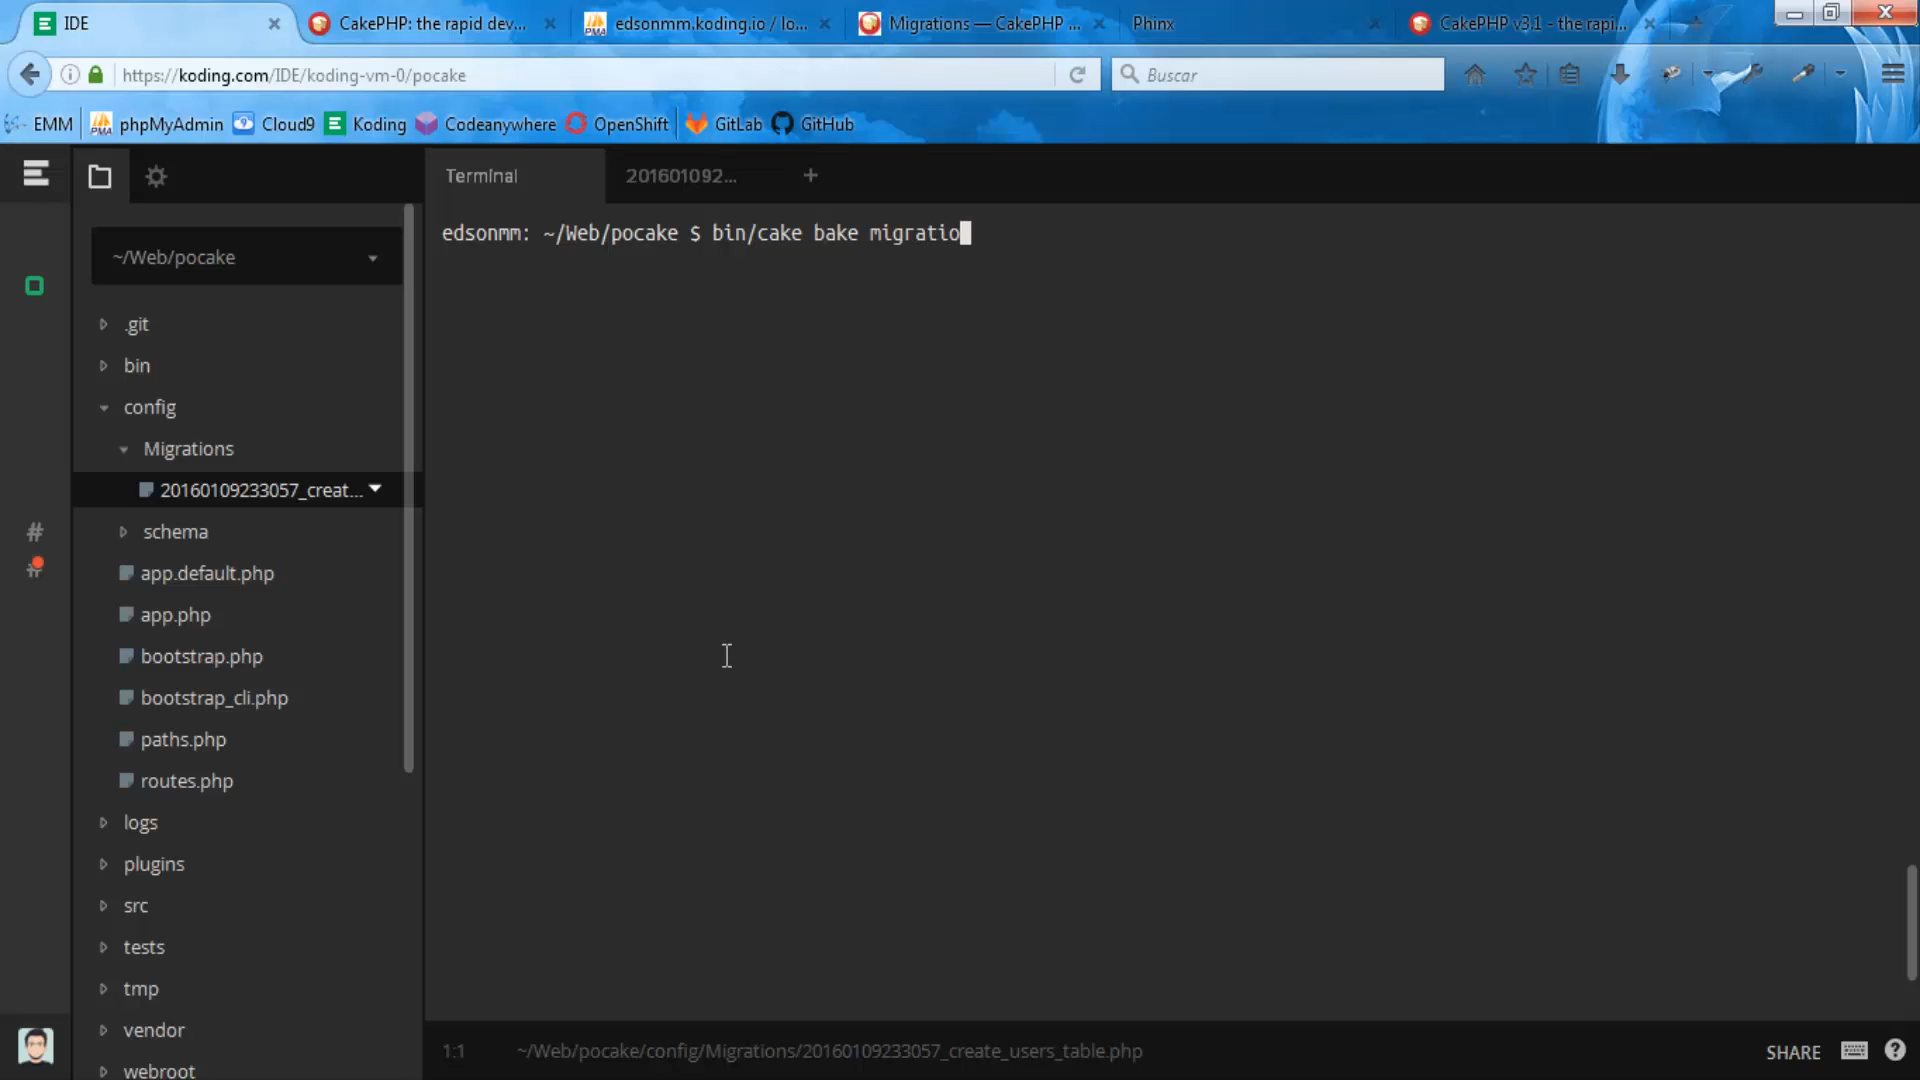 IDE
CakePHP: the rapid dev...
edsonmm.koding.io / lo...
Migrations — CakePHP ...
Phinx
CakePHP v3.1 - the rapi...
https://koding.com/IDE/koding-vm-0/pocake
Buscar
EMM
phpMyAdmin
Cloud9
Koding
Codeanywhere
OpenShift
GitLab
GitHub
Terminal
201601092...
~/Web/pocake
edsonmm: ~/Web/pocake $ bin/cake bake migratio
.git
bin
config
Migrations
20160109233057_creat...
schema
app.default.php
app.php
bootstrap.php
bootstrap_cli.php
paths.php
routes.php
logs
plugins
src
tests
tmp
vendor
webroot
1:1
~/Web/pocake/config/Migrations/20160109233057_create_users_table.php
SHARE